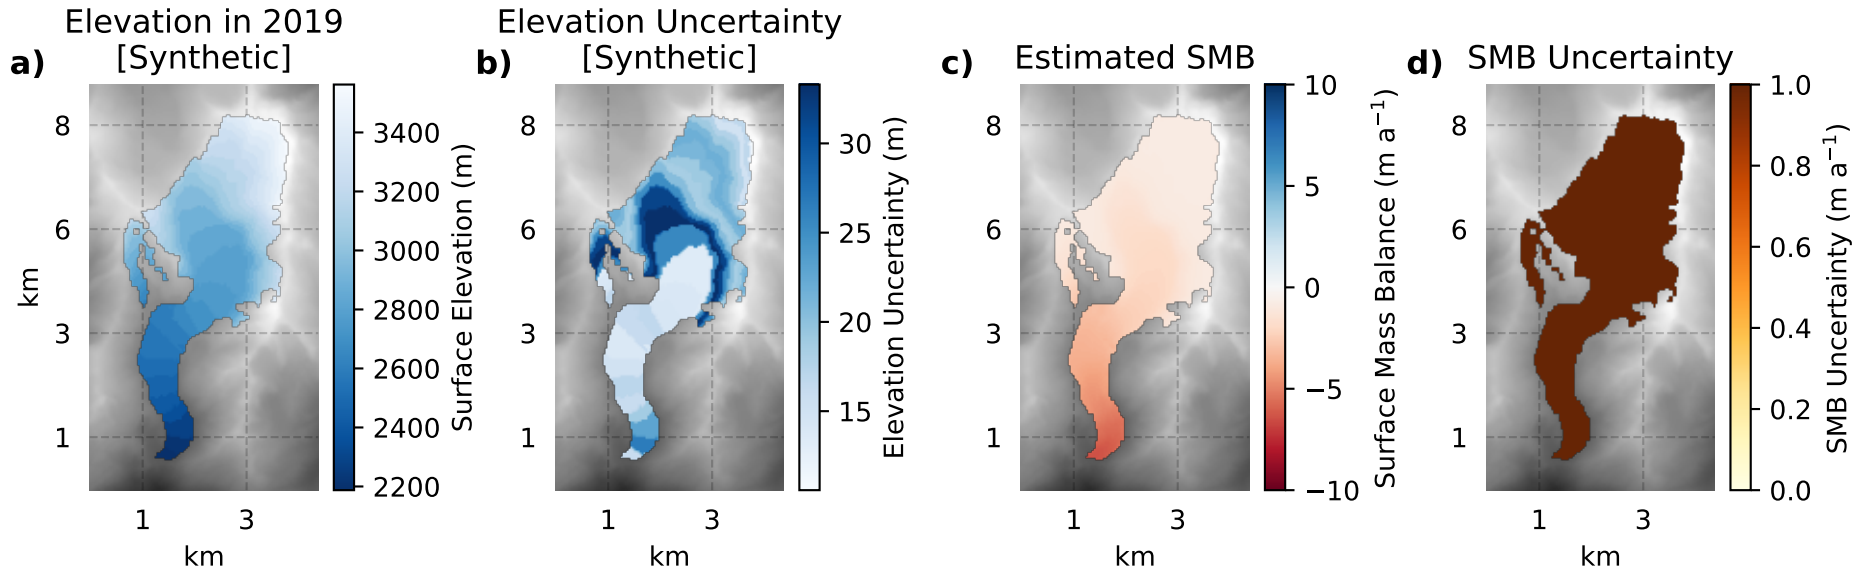 Elevation in 2019
[Synthetic]
a)
8
6
3
1
km
1
3
km
3400
3200
3000
2800
2600
2400
2200
Surface Elevation (m)
Elevation Uncertainty
[Synthetic]
b)
8
6
3
1
1
3
km
30
25
20
15
Elevation Uncertainty (m)
Estimated SMB
c)
8
6
3
1
1
3
km
10
5
0
−5
−10
Surface Mass Balance (m a⁻¹)
SMB Uncertainty
d)
8
6
3
1
1
3
km
1.0
0.8
0.6
0.4
0.2
0.0
SMB Uncertainty (m a⁻¹)